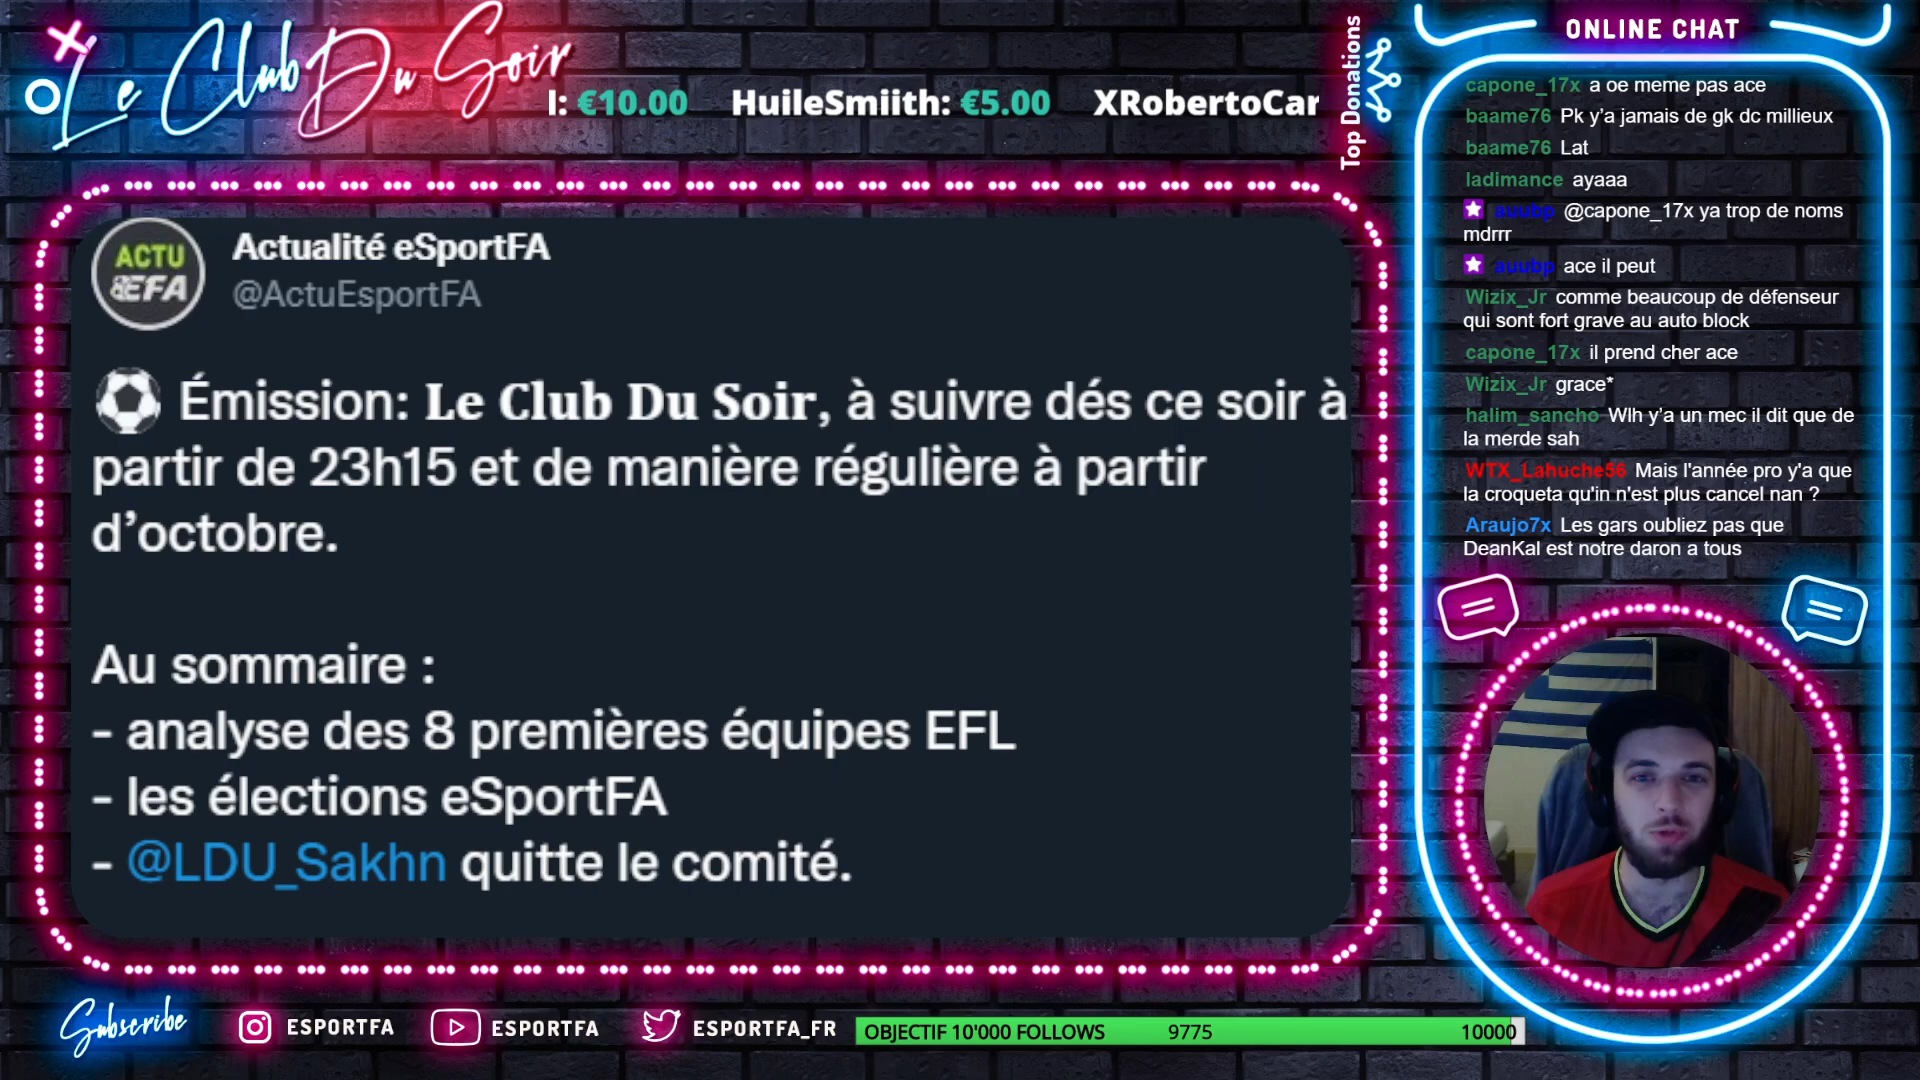 Le Club Du Soir
l: €10.00 HuileSmiith: €5.00 XRobertoCar
Top Donations
ACTU
EFA
Actualité eSportFA
@ActuEsportFA
Émission: Le Club Du Soir, à suivre dés ce soir à
partir de 23h15 et de manière régulière à partir
d’octobre.
Au sommaire :
- analyse des 8 premières équipes EFL
- les élections eSportFA
- @LDU_Sakhn quitte le comité.
ONLINE CHAT
capone_17x a oe meme pas ace
baame76 Pk y’a jamais de gk dc millieux
baame76 Lat
ladimance ayaaa
auubp @capone_17x ya trop de noms
mdrrr
auubp ace il peut
Wizix_Jr comme beaucoup de défenseur
qui sont fort grave au auto block
capone_17x il prend cher ace
Wizix_Jr grace*
halim_sancho Wlh y’a un mec il dit que de
la merde sah
WTX_Lahuche56 Mais l'année pro y'a que
la croqueta qu'in n'est plus cancel nan ?
Araujo7x Les gars oubliez pas que
DeanKal est notre daron a tous
Subscribe
ESPORTFA
ESPORTFA
ESPORTFA_FR
OBJECTIF 10'000 FOLLOWS 9775 10000